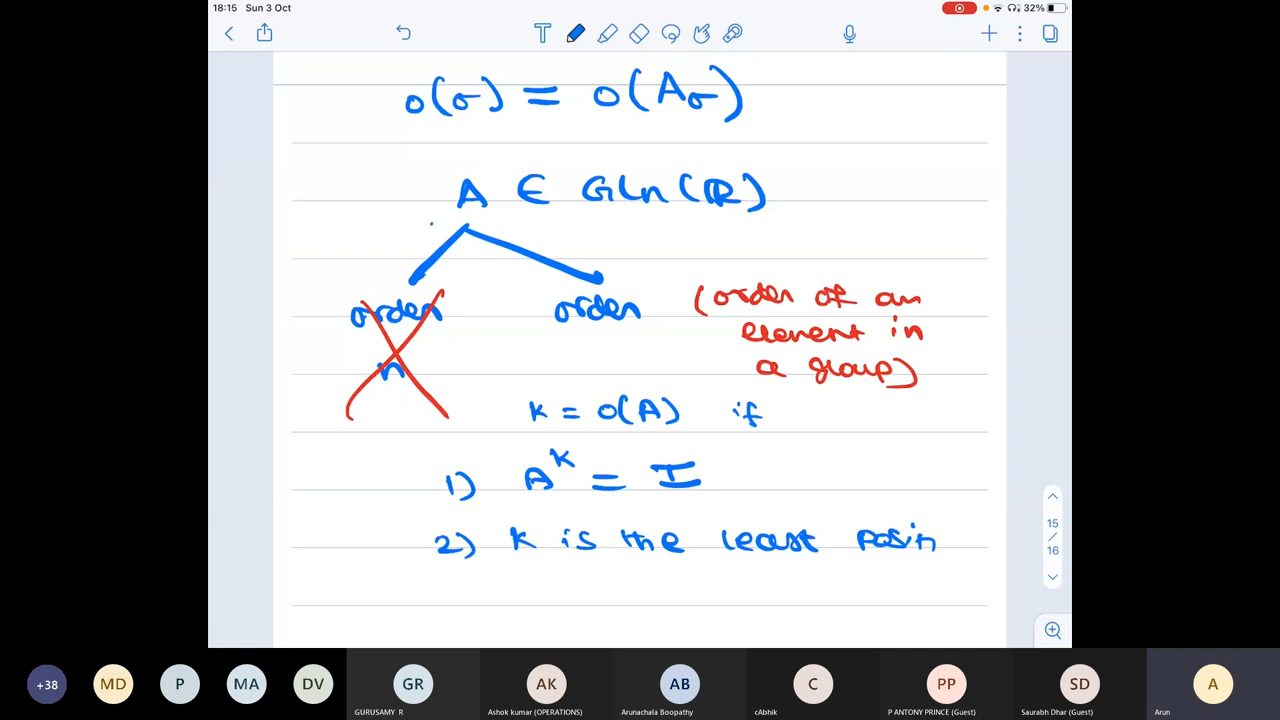 18:15 Sun 3 Oct
32%
o(σ) = o(Aσ)
A ∈ GLn(ℝ)
order order (order of an
element in
n a group)
k = o(A) if
1) A^k = I
2) k is the least posin
15
/
16
+38 MD P MA DV GR AK AB C PP SD A
GURUSAMY R Ashok kumar (OPERATIONS) Arunachala Boopathy cAbhik P ANTONY PRINCE (Guest) Saurabh Dhar (Guest) Arun